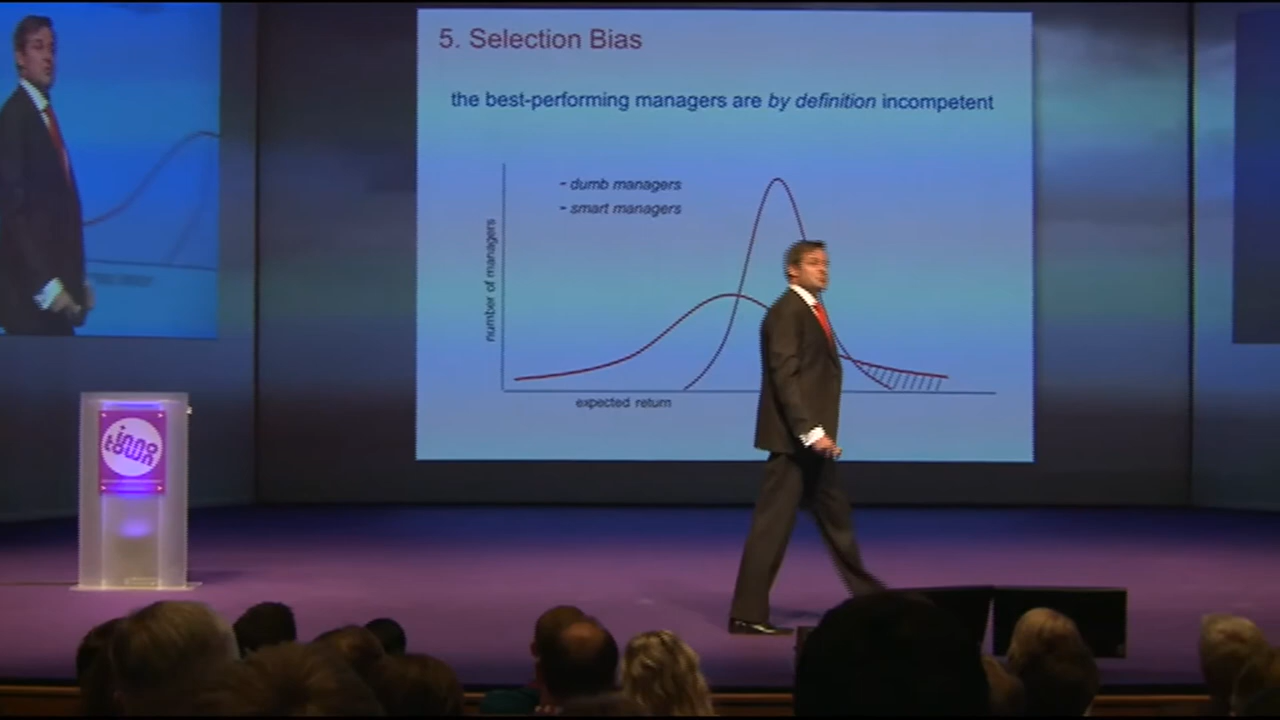 5. Selection Bias
the best-performing managers are by definition incompetent
- dumb managers
- smart managers
number of managers
expected return
inno
town